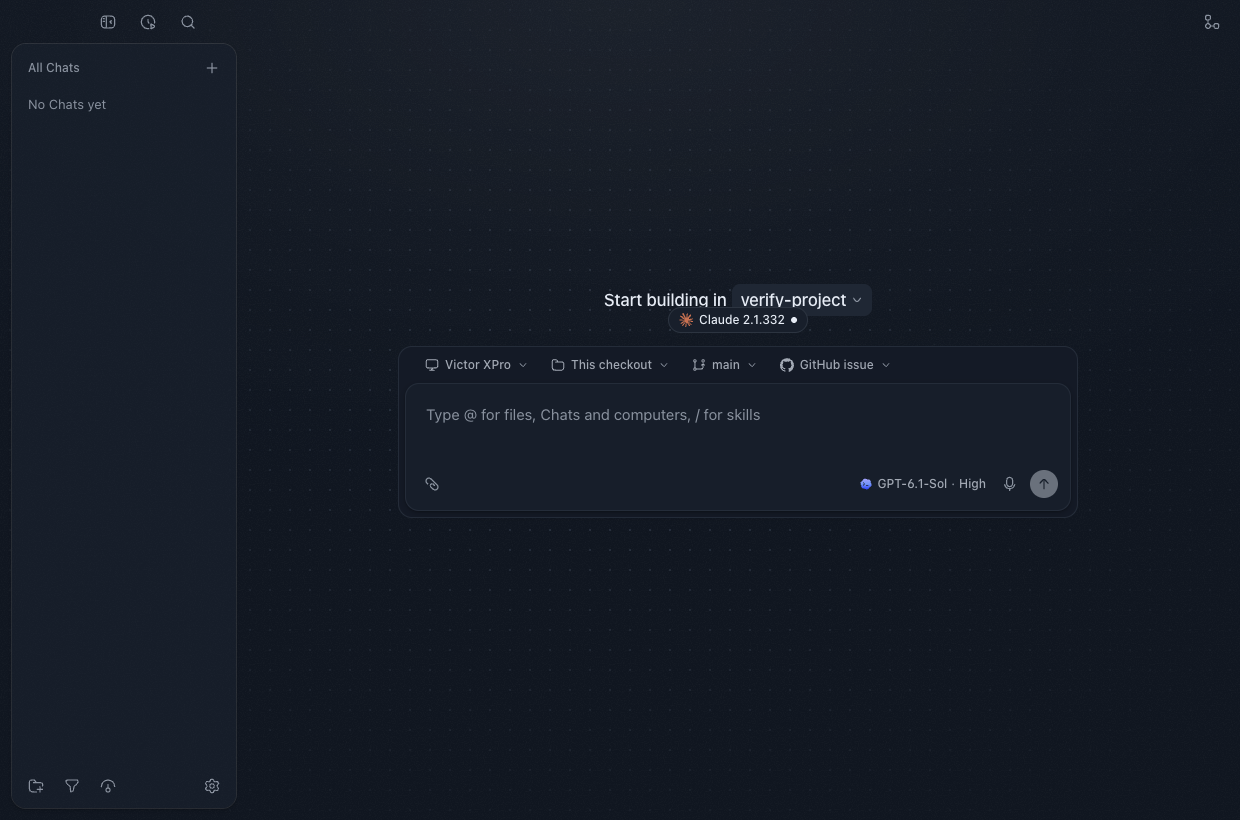 All Chats
No Chats yet
Start building in verify-project
Claude 2.1.332
Victor XPro
This checkout
main
GitHub issue
Type @ for files, Chats and computers, / for skills
GPT-6.1-Sol · High